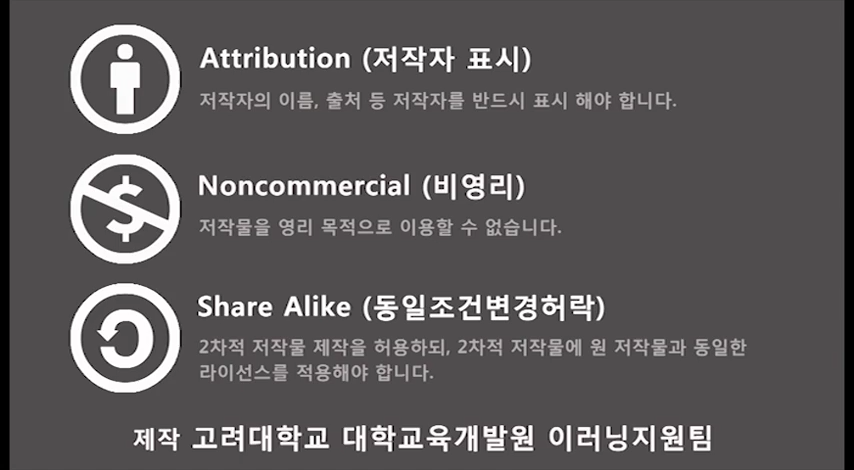 Attribution (저작자 표시)
저작자의 이름, 출처 등 저작자를 반드시 표시 해야 합니다.
Noncommercial (비영리)
저작물을 영리 목적으로 이용할 수 없습니다.
Share Alike (동일조건변경허락)
2차적 저작물 제작을 허용하되, 2차적 저작물에 원 저작물과 동일한
라이선스를 적용해야 합니다.
제작 고려대학교 대학교육개발원 이러닝지원팀